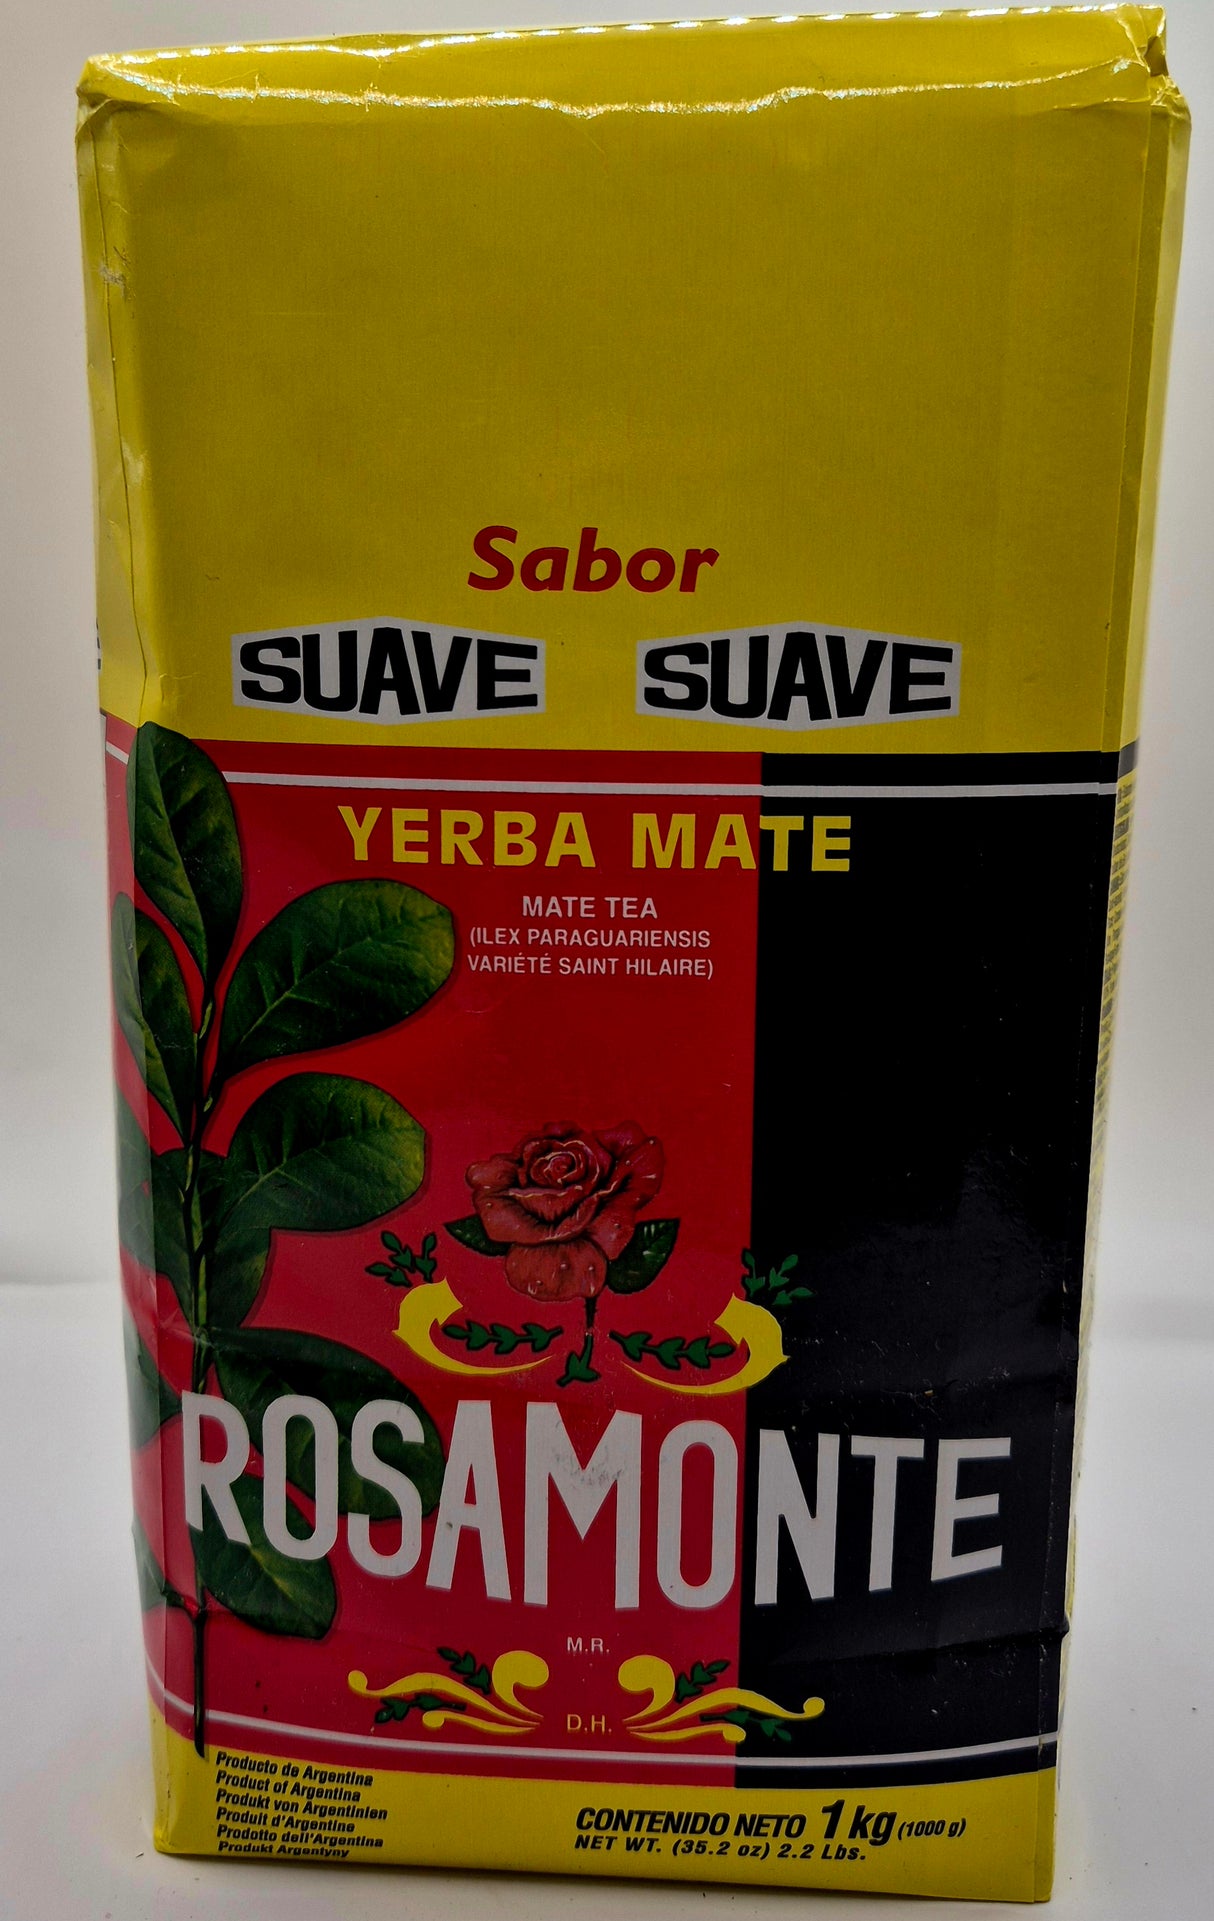 Sabor
SUAVE SUAVE
YERBA MATE
MATE TEA
(ILEX PARAGUARIENSIS
VARIÉTÉ SAINT HILAIRE)
ROSAMONTE
M.R.
D.H.
Producto de Argentina
Product of Argentina
Produkt von Argentinien
Produit d'Argentine
Prodotto dell'Argentina
Produkt Argentyny
CONTENIDO NETO 1 kg (1000 g)
NET WT. (35.2 oz) 2.2 Lbs.